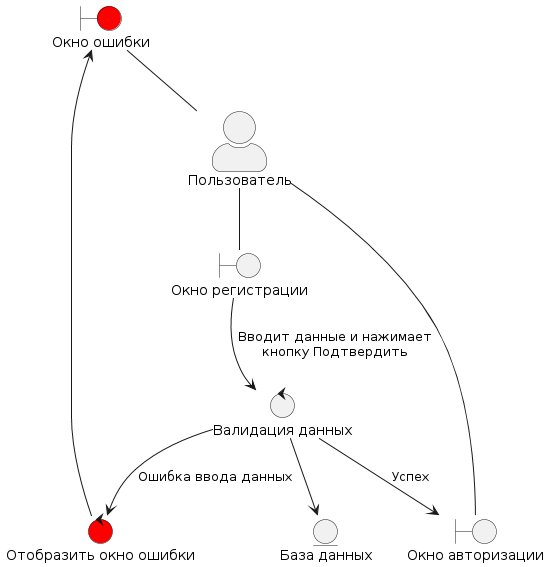 Окно ошибки
Пользователь
Окно регистрации
Вводит данные и нажимает
кнопку Подтвердить
Валидация данных
Ошибка ввода данных
Успех
Отобразить окно ошибки
База данных
Окно авторизации